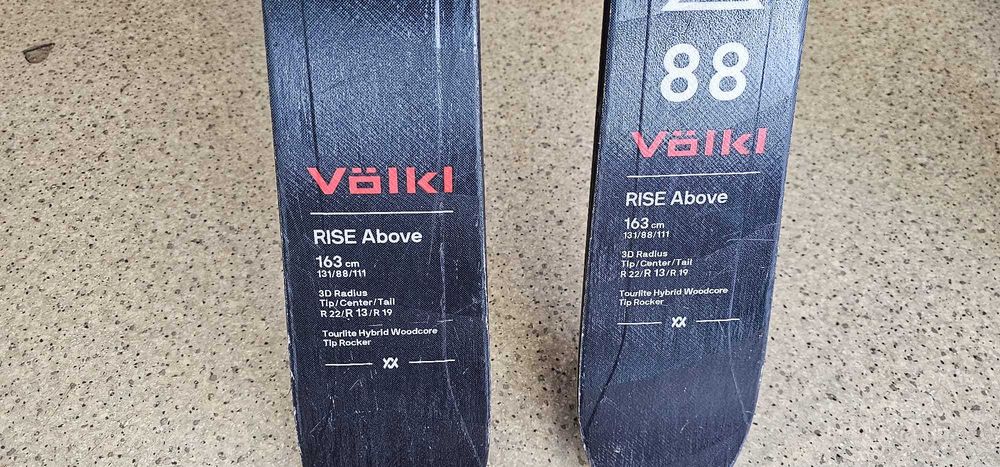 Völkl
RISE Above
163 cm
131/88/111
3D Radius
Tip/Center/Tail
R 22/R 13/R 19
Tourlite Hybrid Woodcore
Tip Rocker
88
Völkl
RISE Above
163 cm
131/88/111
3D Radius
Tip/Center/Tail
R 22/R 13/R 19
Tourlite Hybrid Woodcore
Tip Rocker